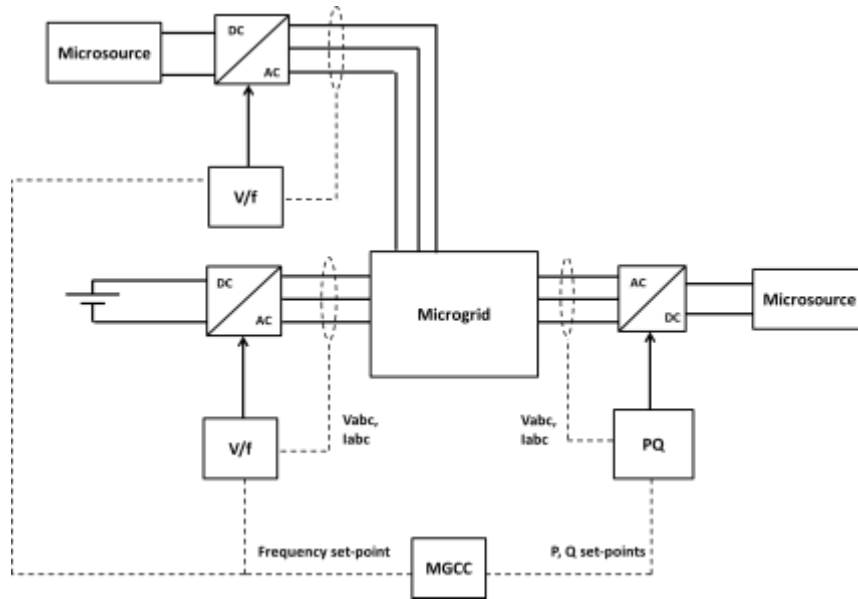 DC
Microsource
AC
V/f
DC
AC
Microgrid
AC
DC
Microsource
V/f
Vabc,
Iabc
Vabc,
Iabc
PQ
Frequency set-point
MGCC
P, Q set-points